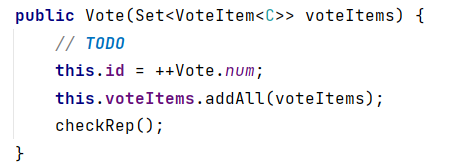 public Vote(Set<VoteItem<C>> voteItems) {
    // TODO
    this.id = ++Vote.num;
    this.voteItems.addAll(voteItems);
    checkRep();
}